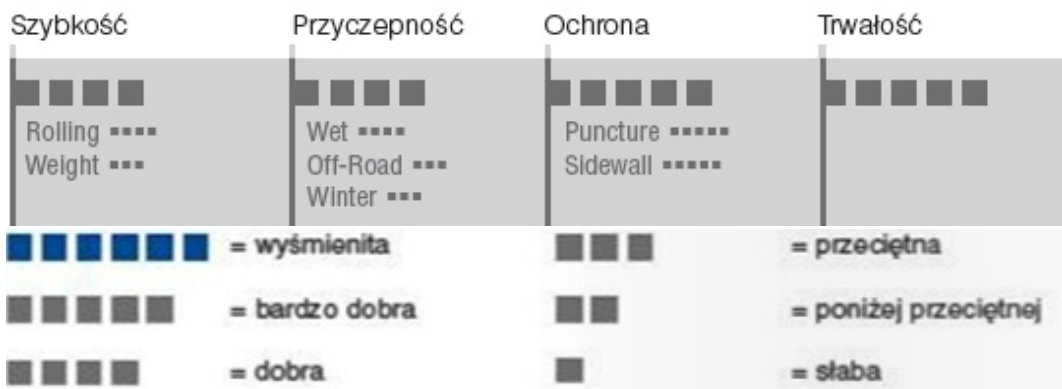 Szybkość Przyczepność Ochrona Trwałość
Rolling Wet Puncture
Weight Off-Road Sidewall
Winter
= wyśmienita = przeciętna
= bardzo dobra = poniżej przeciętnej
= dobra = słaba